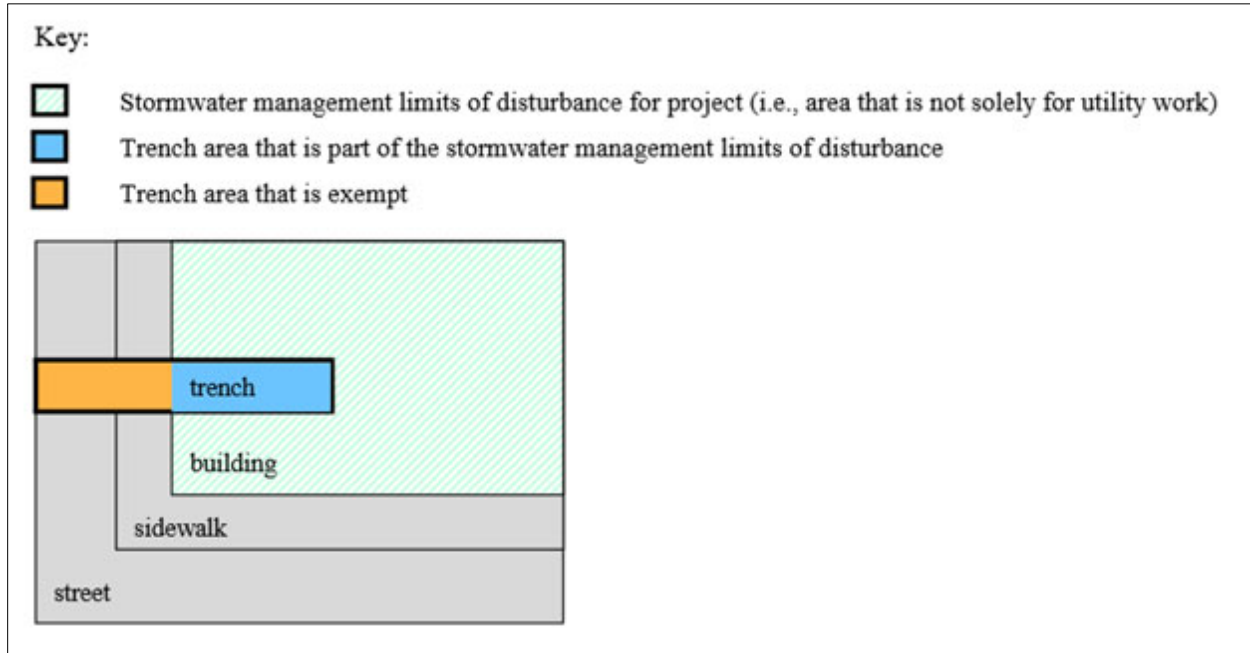 Key:
Stormwater management limits of disturbance for project (i.e., area that is not solely for utility work)
Trench area that is part of the stormwater management limits of disturbance
Trench area that is exempt
trench
building
sidewalk
street